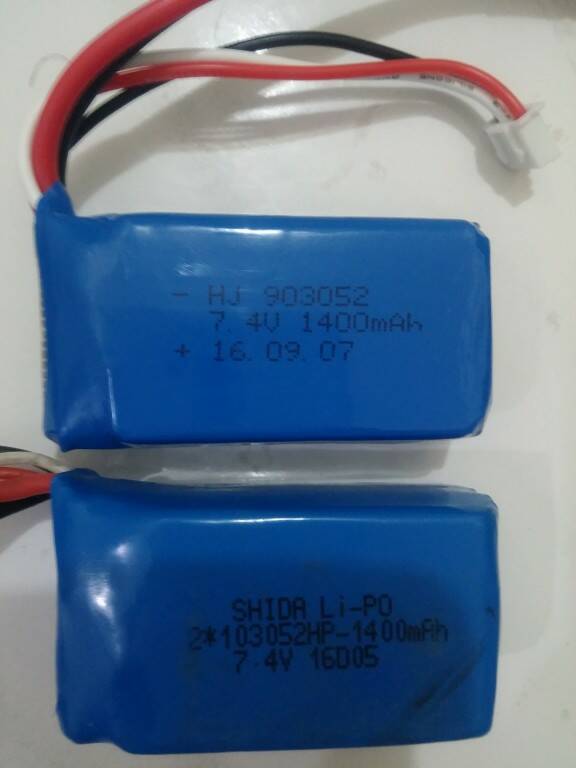 - HJ 903052
7.4V 1400mAh
+ 16.09.07
SHIDA Li-PO
2*103052HP-1400mAh
7.4V 16D05